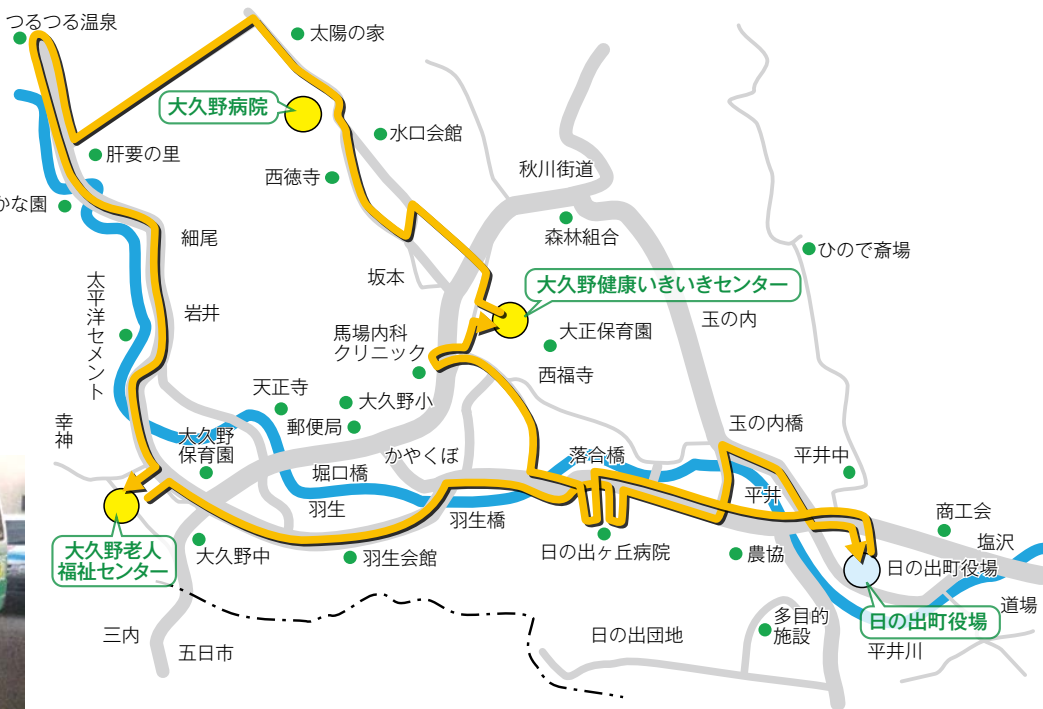 つるつる温泉
太陽の家
大久野病院
水口会館
肝要の里
西徳寺
秋川街道
かな園
細尾
森林組合
ひので斎場
坂本
大久野健康いきいきセンター
太平洋セメント
岩井
馬場内科
クリニック
大正保育園
玉の内
西福寺
天正寺
大久野小
幸神
郵便局
大久野
保育園
かやくぼ
落合橋
玉の内橋
平井中
堀口橋
羽生
羽生橋
平井
商工会
塩沢
大久野老人
福祉センター
大久野中
羽生会館
日の出ヶ丘病院
農協
日の出町役場
道場
三内
五日市
日の出団地
多目的
施設
日の出町役場
平井川